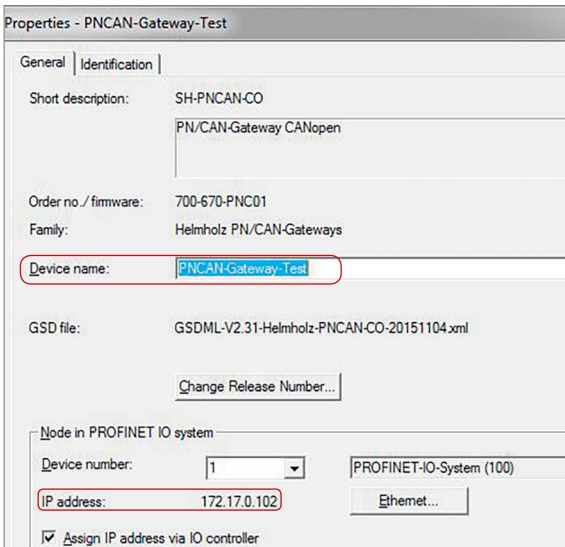 Properties - PNCAN-Gateway-Test
General Identification
Short description: SH-PNCAN-CO
PN/CAN-Gateway CANopen
Order no./ firmware: 700-670-PNC01
Family: Helmholz PN/CAN-Gateways
Device name: PNCAN-Gateway-Test
GSD file: GSDML-V2.31-Helmholz-PNCAN-CO-20151104.xml
Change Release Number...
Node in PROFINET IO system
Device number: 1 PROFINET-IO-System (100)
IP address: 172.17.0.102 Ethernet...
Assign IP address via IO controller